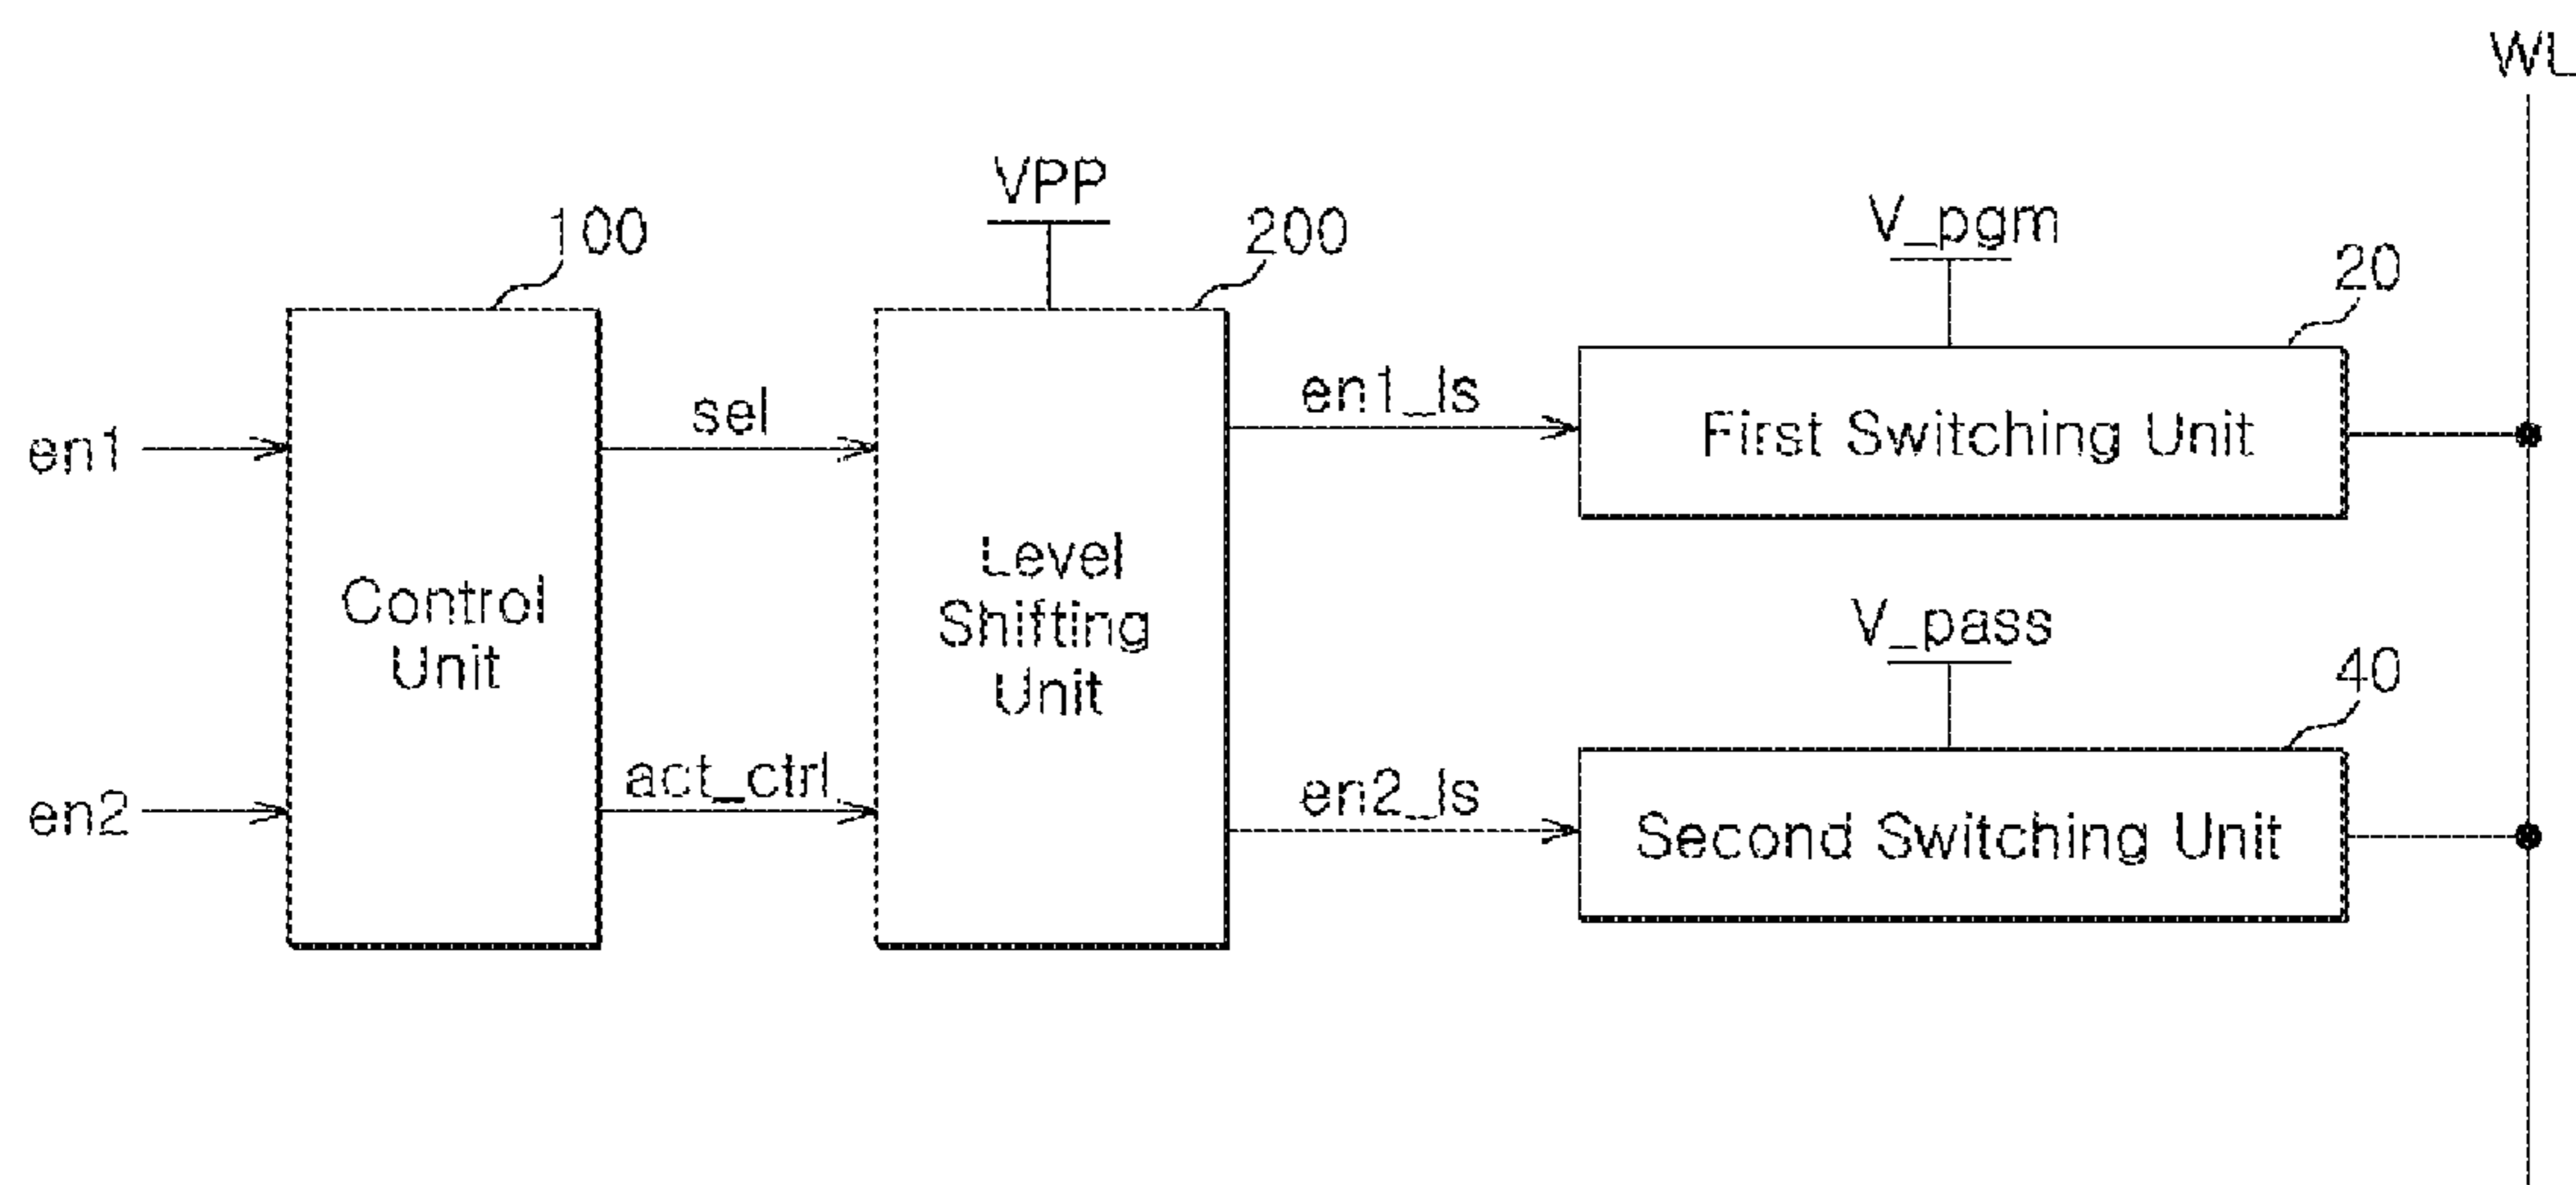 WL
VPP
100
200
V_pgm
20
en1
sel
en1_ls
First Switching Unit
Control
Unit
Level
Shifting
Unit
V_pass
40
en2
act_ctrl
en2_ls
Second Switching Unit